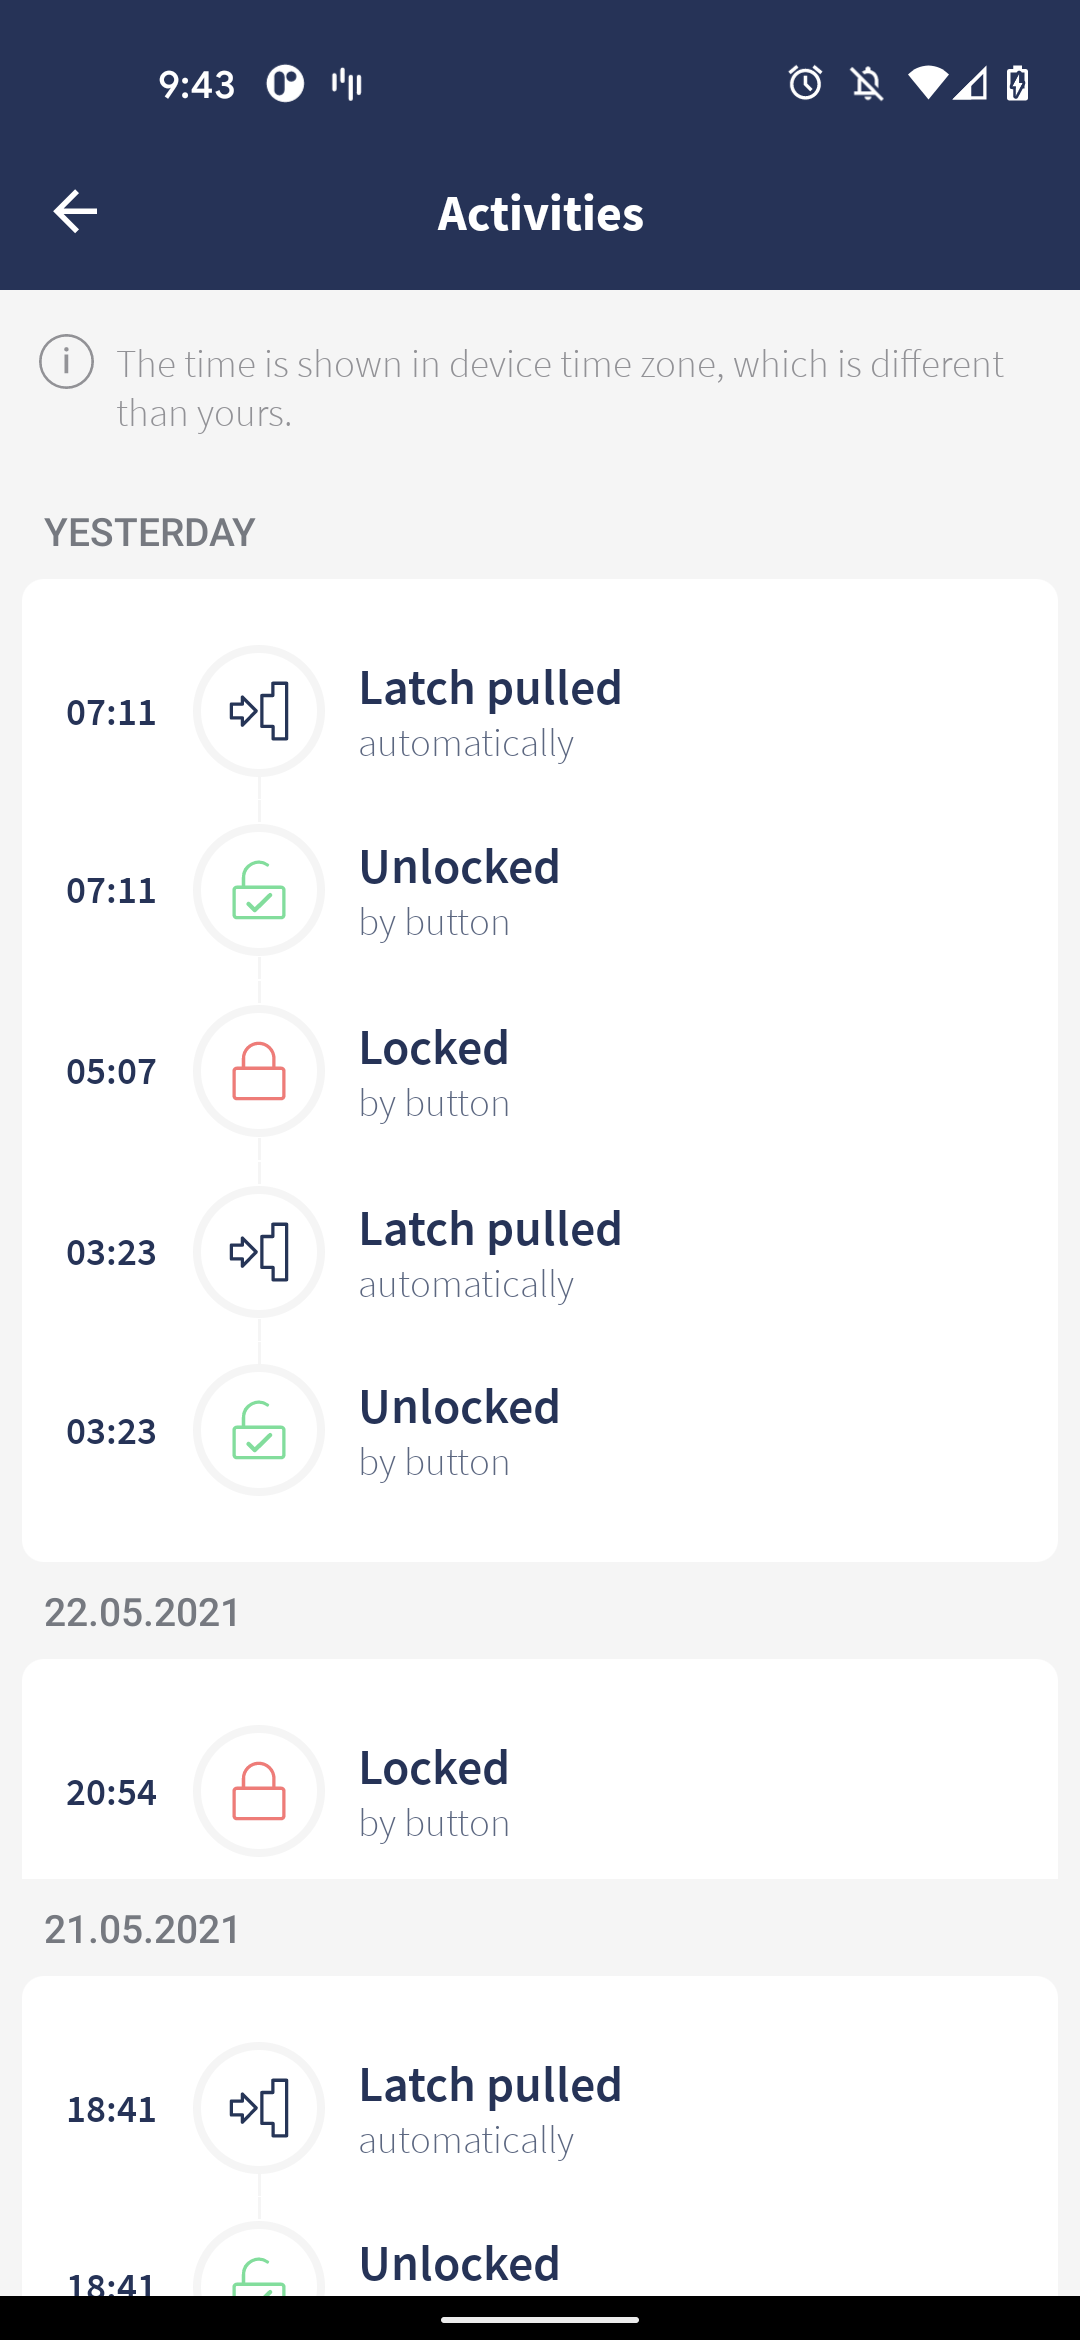 9:43
Activities
The time is shown in device time zone, which is different
than yours.
YESTERDAY
07:11
Latch pulled
automatically
07:11
Unlocked
by button
05:07
Locked
by button
03:23
Latch pulled
automatically
03:23
Unlocked
by button
22.05.2021
20:54
Locked
by button
21.05.2021
18:41
Latch pulled
automatically
18:41
Unlocked